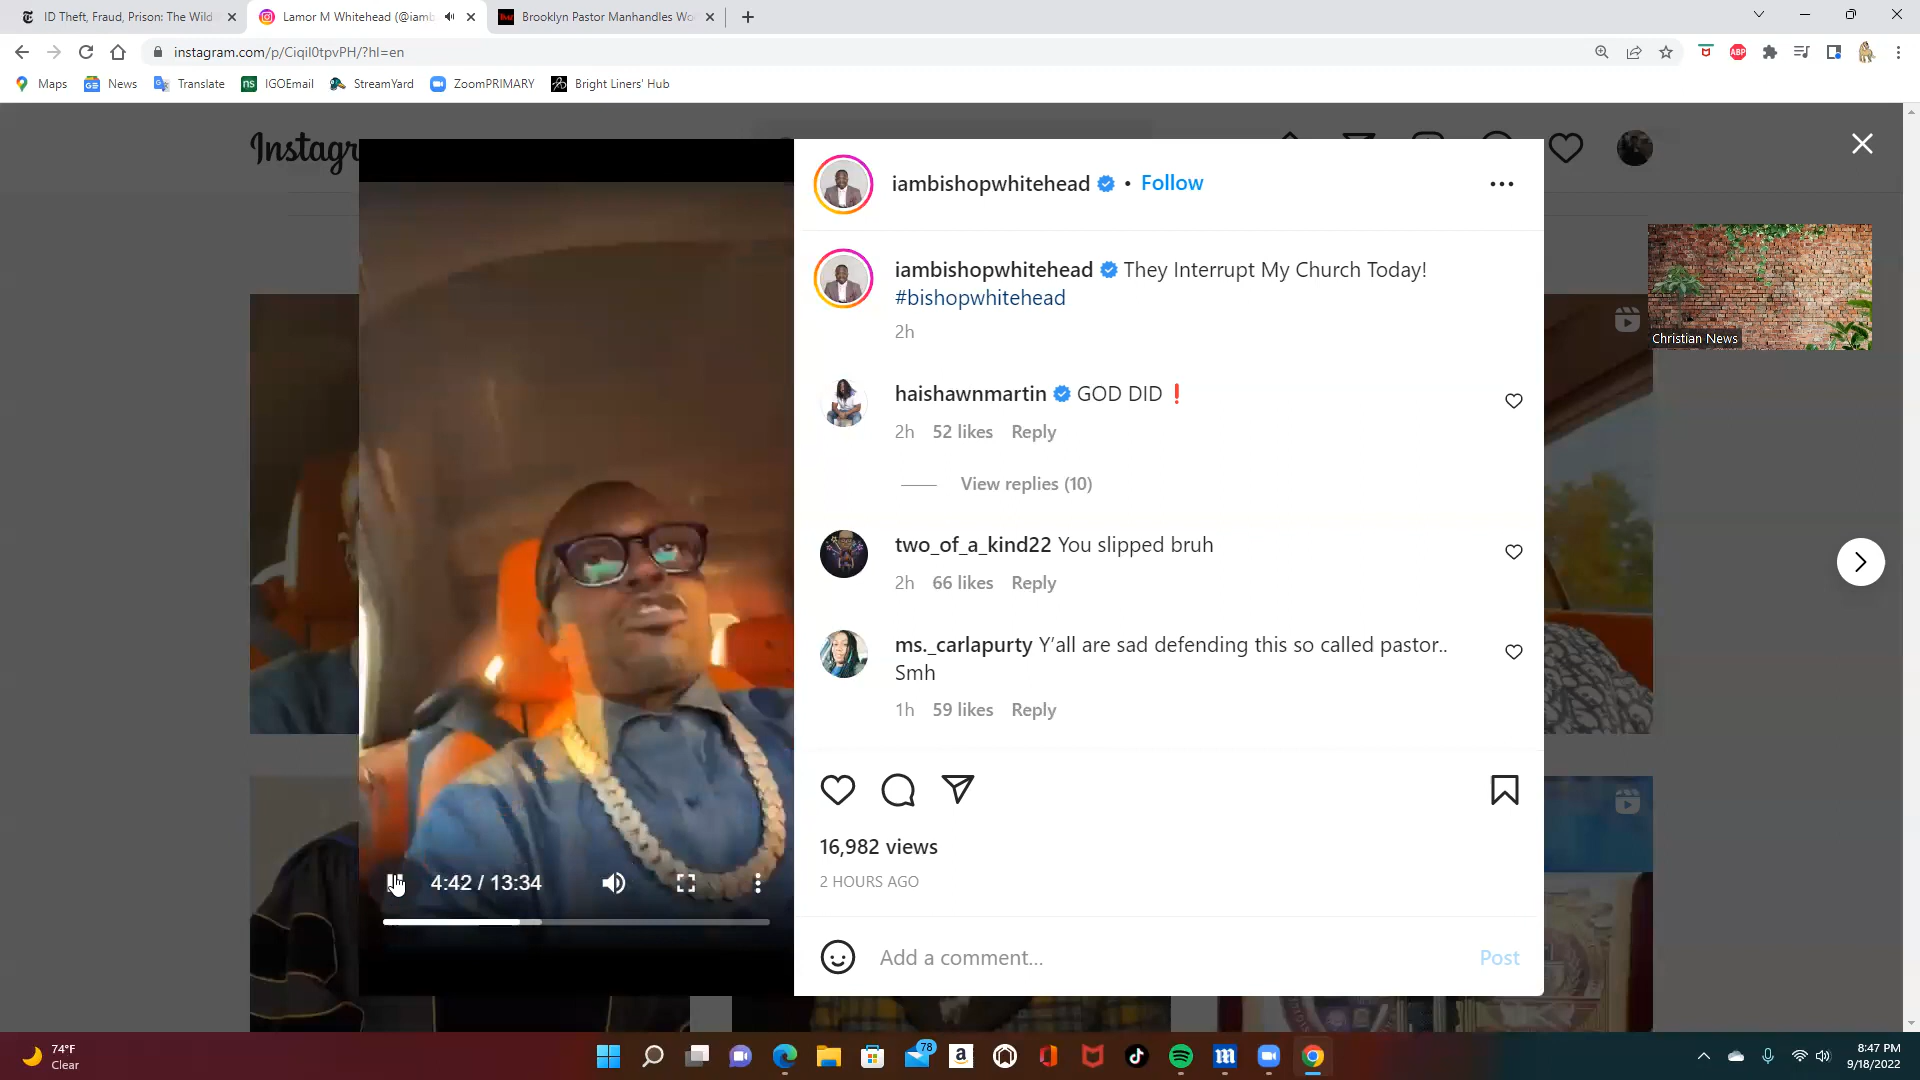 ID Theft, Fraud, Prison: The Wild
Lamor M Whitehead (@iamb
Brooklyn Pastor Manhandles Wo
instagram.com/p/CiqiI0tpvPH/?hl=en
Maps
News
Translate
IGOEmail
StreamYard
ZoomPRIMARY
Bright Liners' Hub
Instagr
iambishopwhitehead • Follow
iambishopwhitehead They Interrupt My Church Today!
#bishopwhitehead
2h
Christian News
haishawnmartin GOD DID❗
2h 52 likes Reply
View replies (10)
two_of_a_kind22 You slipped bruh
2h 66 likes Reply
ms._carlapurty Y’all are sad defending this so called pastor..
Smh
1h 59 likes Reply
16,982 views
4:42 / 13:34
2 HOURS AGO
Add a comment...
Post
74°F
Clear
78
8:47 PM
9/18/2022